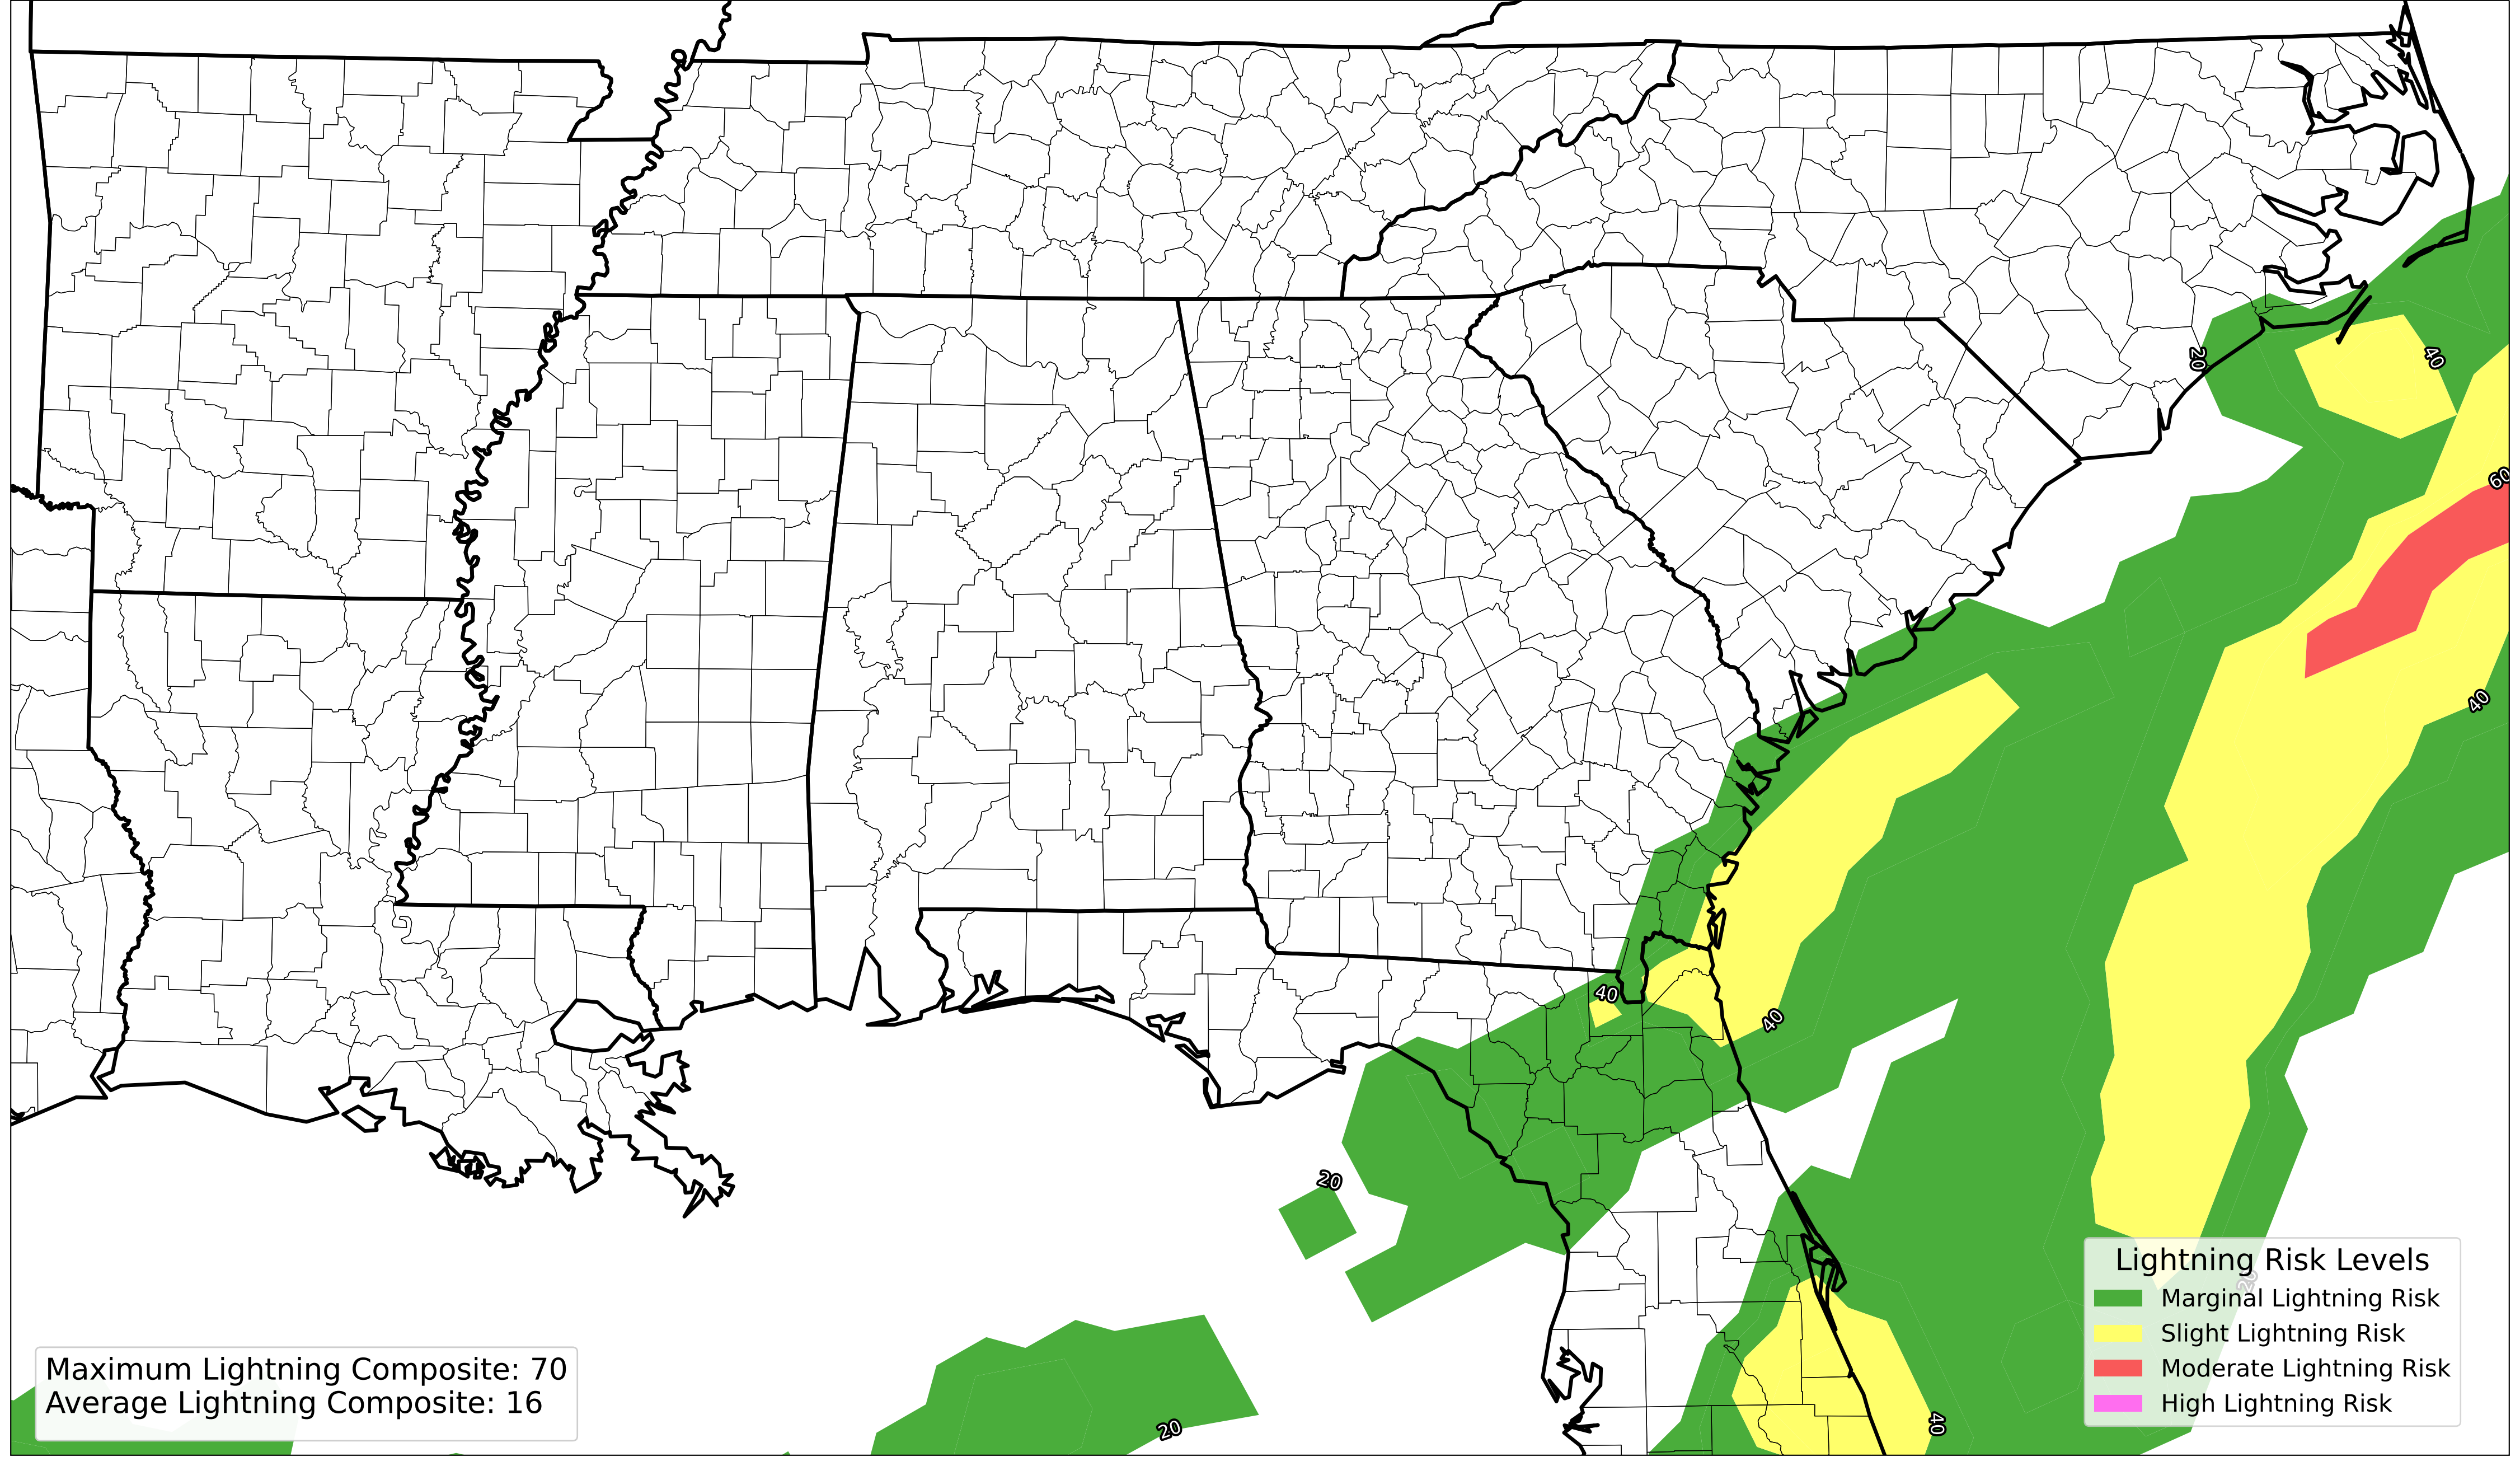 20
40
60
40
40
40
20
20
40
20
Lightning Risk Levels
Marginal Lightning Risk
Slight Lightning Risk
Moderate Lightning Risk
High Lightning Risk
Maximum Lightning Composite: 70
Average Lightning Composite: 16